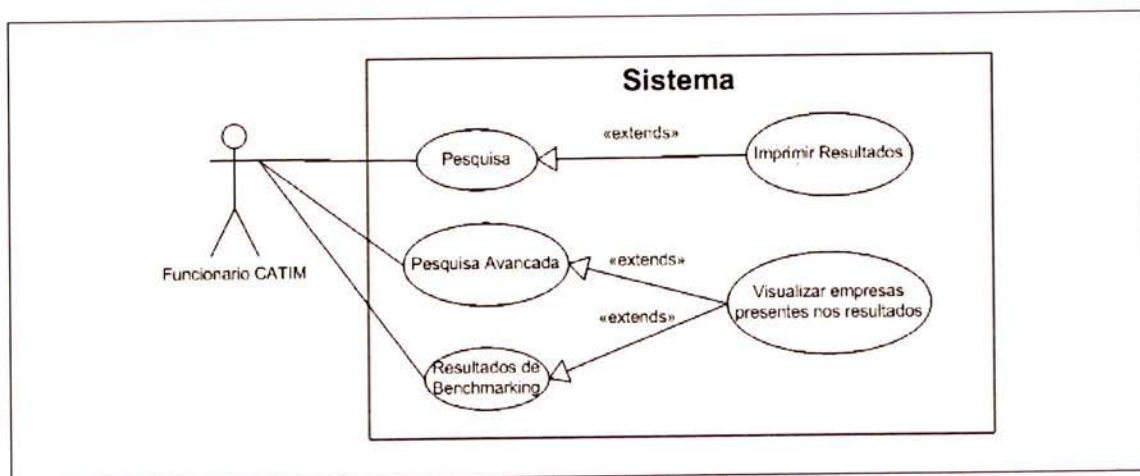 Sistema
«extends»
Pesquisa
Imprimir Resultados
Funcionario CATIM
Pesquisa Avancada
«extends»
Visualizar empresas
presentes nos resultados
«extends»
Resultados de
Benchmarking